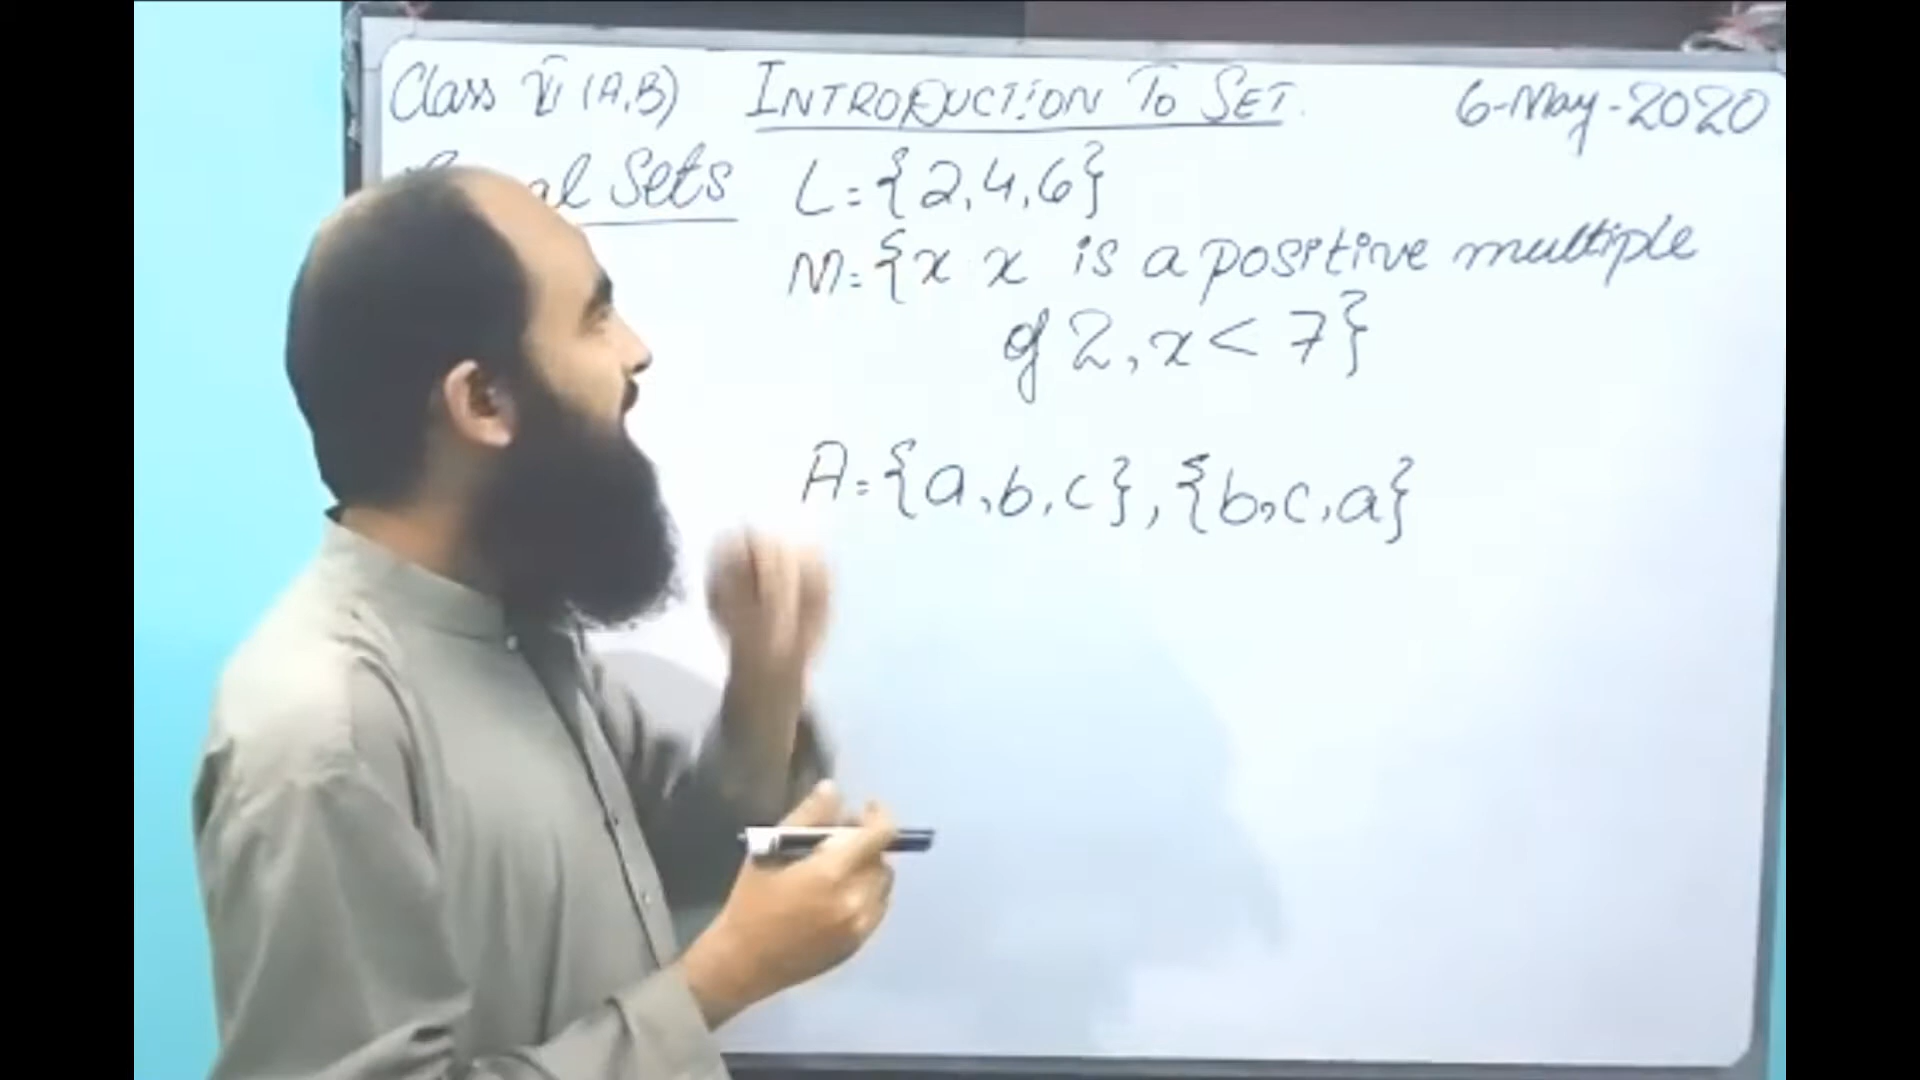 Class VI (A,B) INTRODUCTION TO SET. 6-May-2020
Sets L={2,4,6}
M={x x is a positive multiple
of 2, x < 7}
A={a,b,c}, {b,c,a}